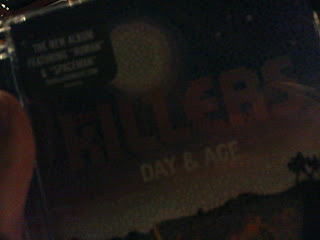 THE NEW ALBUM
FEATURING "HUMAN"
& "SPACEMAN"
KILLERS
DAY & AGE